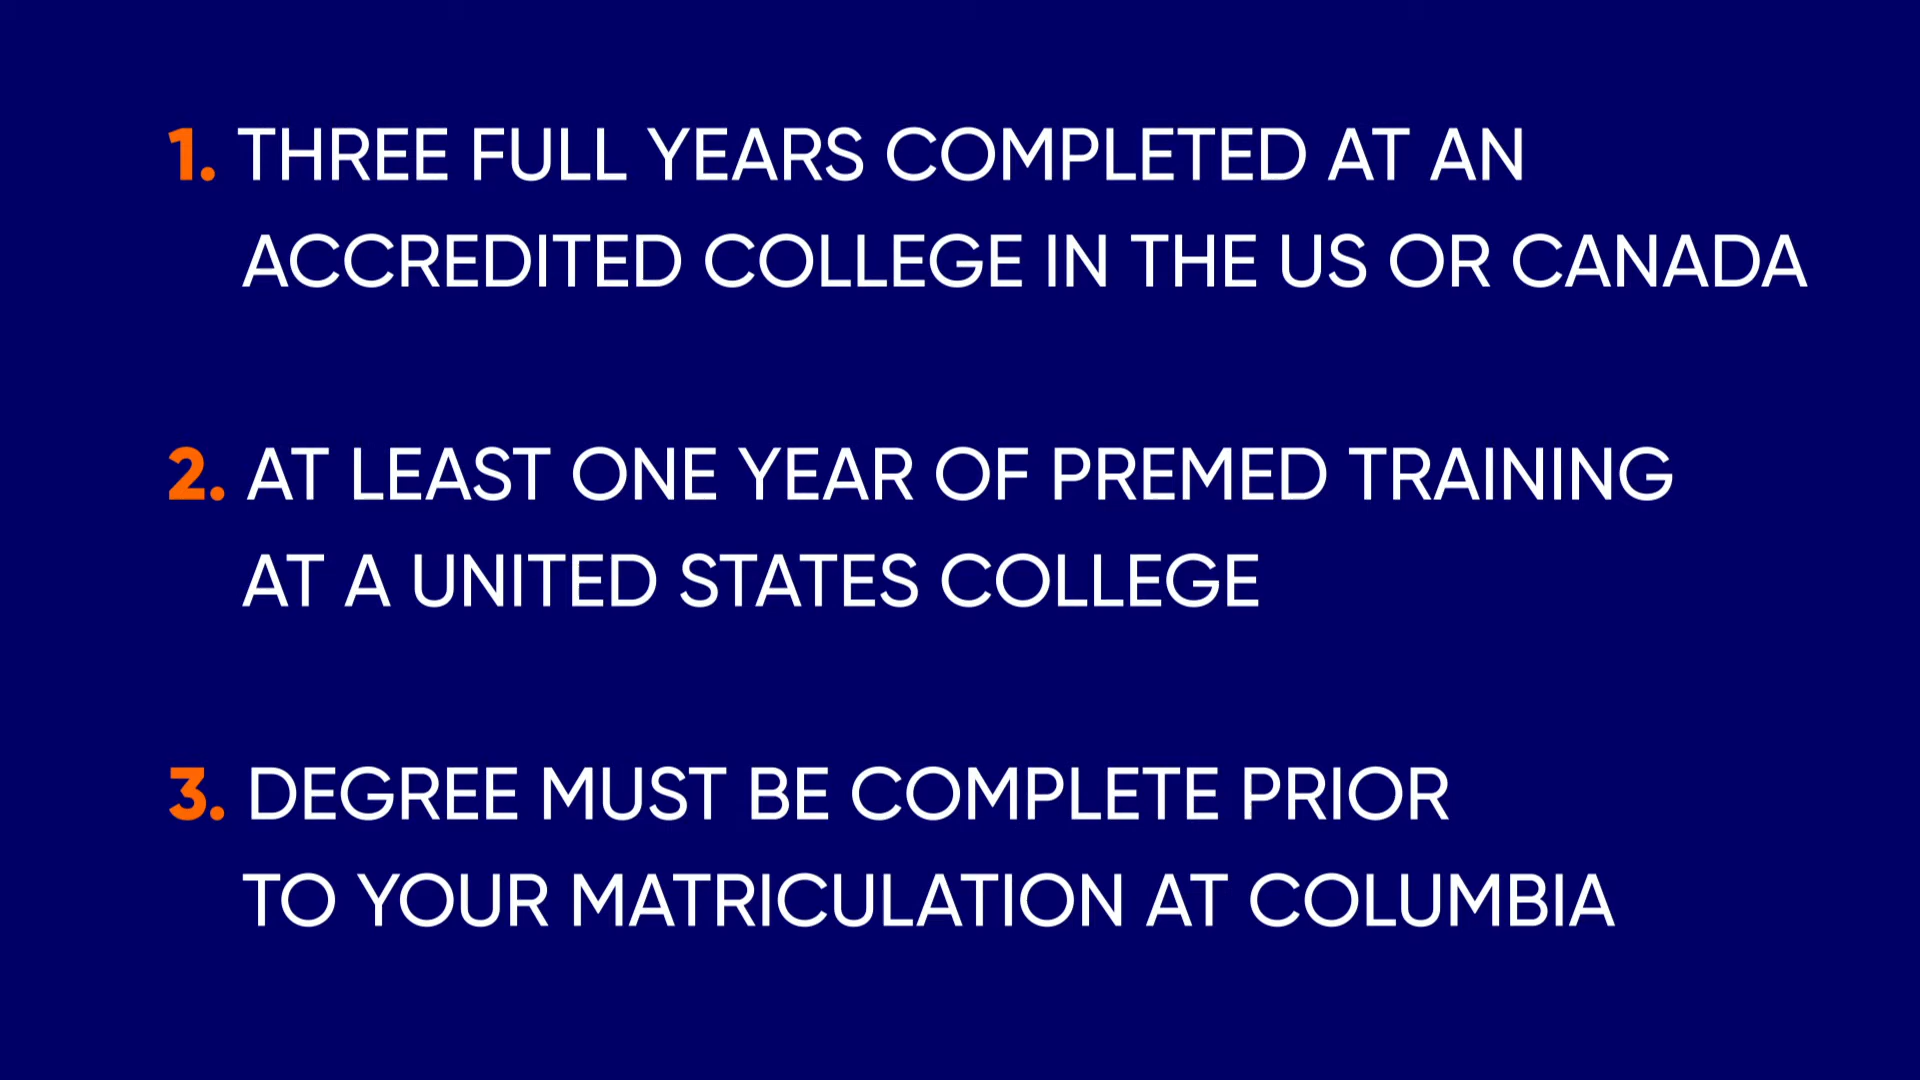 1. THREE FULL YEARS COMPLETED AT AN
ACCREDITED COLLEGE IN THE US OR CANADA
2. AT LEAST ONE YEAR OF PREMED TRAINING
AT A UNITED STATES COLLEGE
3. DEGREE MUST BE COMPLETE PRIOR
TO YOUR MATRICULATION AT COLUMBIA